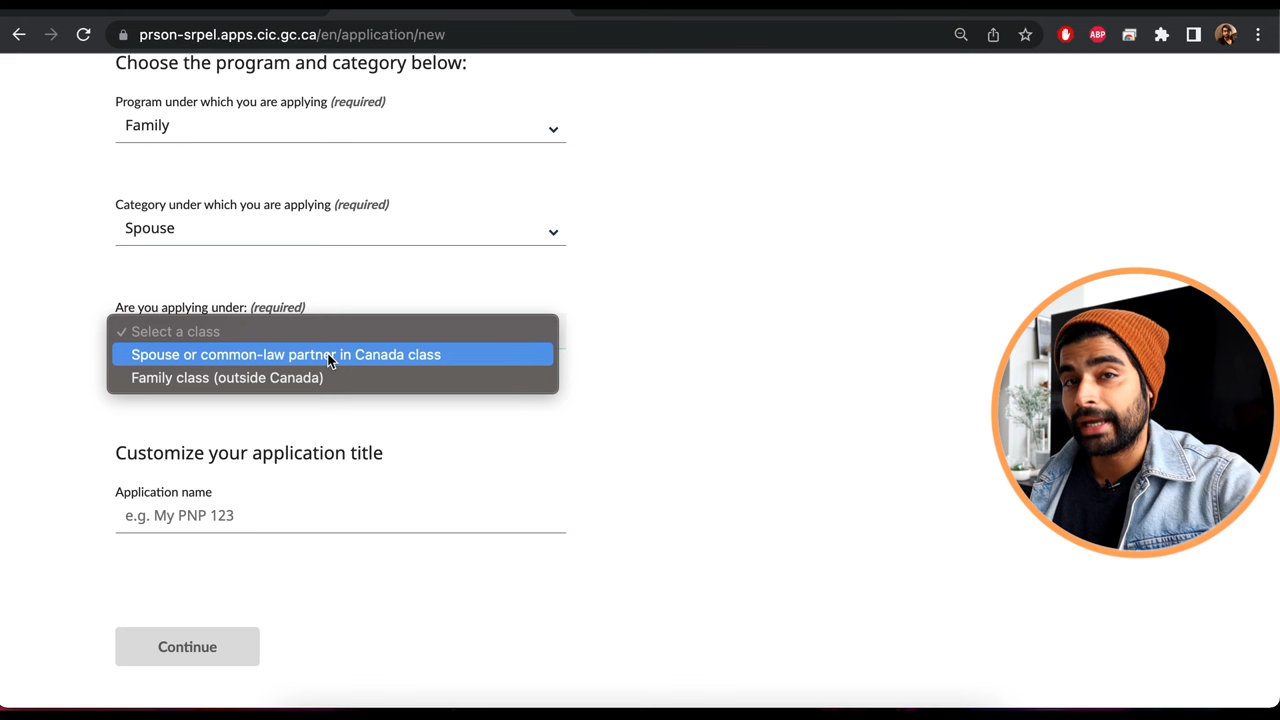 prson-srpel.apps.cic.gc.ca/en/application/new
ABP
Choose the program and category below:
Program under which you are applying (required)
Family
Category under which you are applying (required)
Spouse
Are you applying under: (required)
✓ Select a class
Spouse or common-law partner in Canada class
Family class (outside Canada)
Customize your application title
Application name
e.g. My PNP 123
Continue